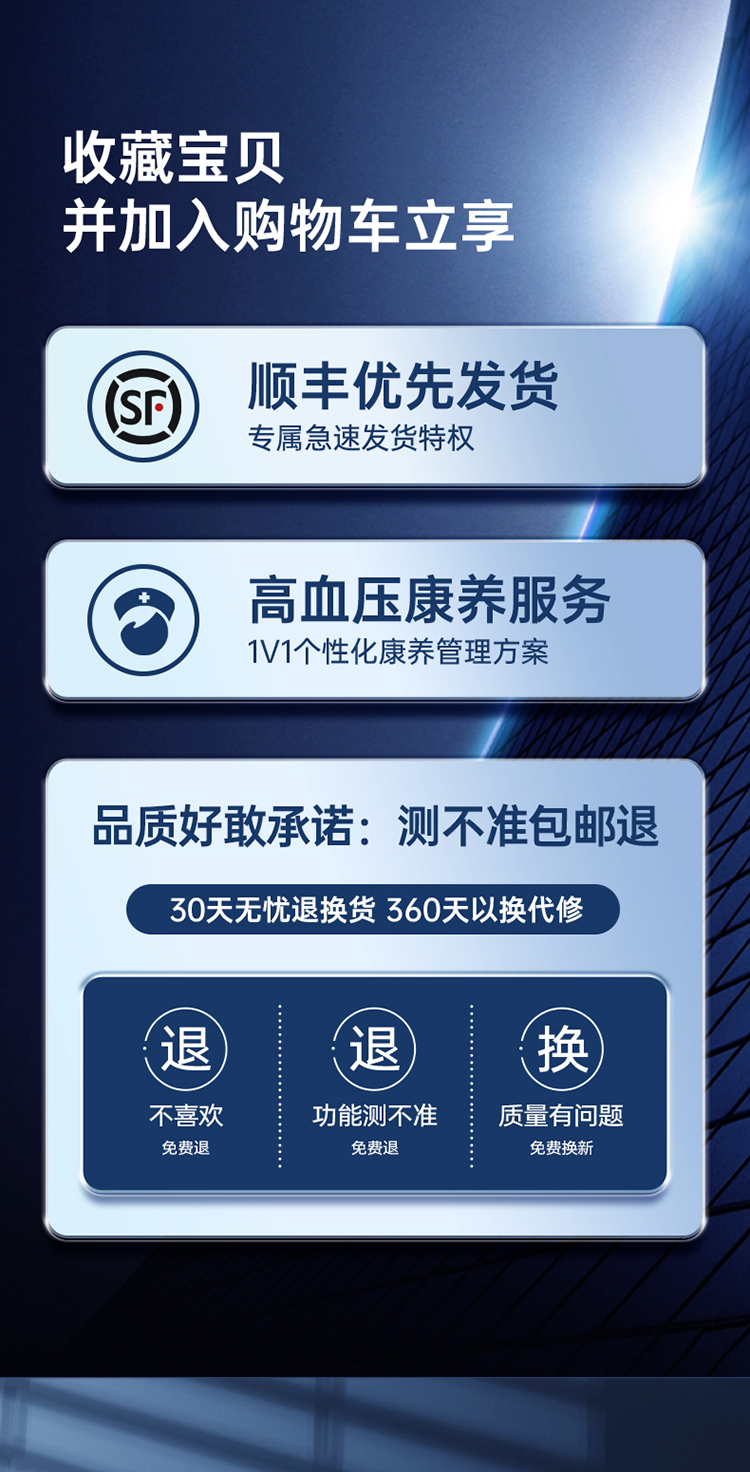 收藏宝贝
并加入购物车立享
SF
顺丰优先发货
专属急速发货特权
高血压康养服务
1V1个性化康养管理方案
品质好敢承诺：测不准包邮退
30天无忧退换货 360天以换代修
退
不喜欢
免费退
退
功能测不准
免费退
换
质量有问题
免费换新